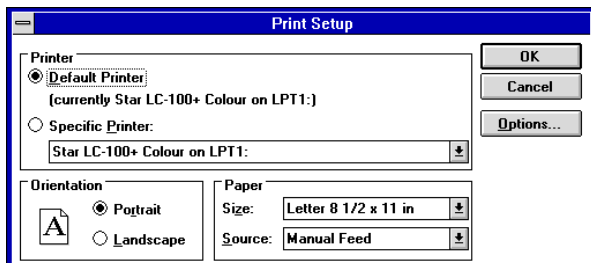 Print Setup
Printer
Default Printer
(currently Star LC-100+ Colour on LPT1:)
Specific Printer:
Star LC-100+ Colour on LPT1:
OK
Cancel
Options...
Orientation
A
Portrait
Landscape
Paper
Size: Letter 8 1/2 x 11 in
Source: Manual Feed